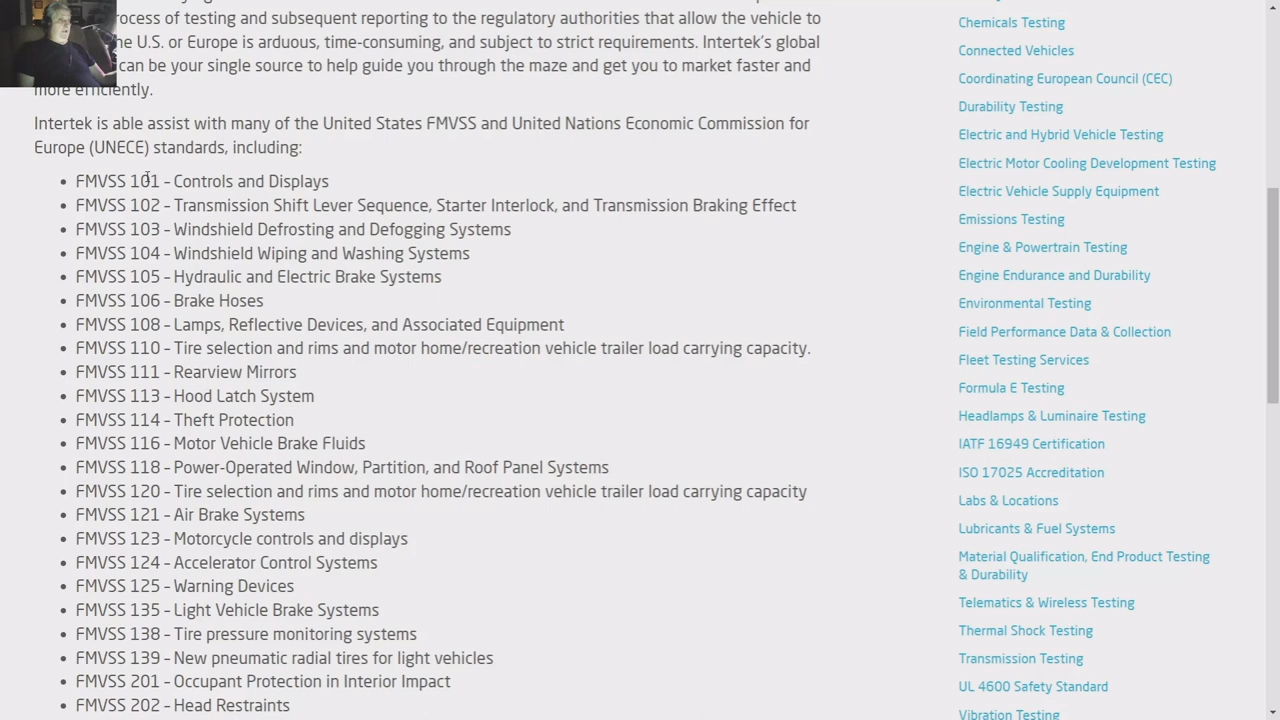 rocess of testing and subsequent reporting to the regulatory authorities that allow the vehicle to
he U.S. or Europe is arduous, time-consuming, and subject to strict requirements. Intertek's global
can be your single source to help guide you through the maze and get you to market faster and
more efficiently.
Intertek is able assist with many of the United States FMVSS and United Nations Economic Commission for
Europe (UNECE) standards, including:
• FMVSS 101 – Controls and Displays
• FMVSS 102 – Transmission Shift Lever Sequence, Starter Interlock, and Transmission Braking Effect
• FMVSS 103 – Windshield Defrosting and Defogging Systems
• FMVSS 104 – Windshield Wiping and Washing Systems
• FMVSS 105 – Hydraulic and Electric Brake Systems
• FMVSS 106 – Brake Hoses
• FMVSS 108 – Lamps, Reflective Devices, and Associated Equipment
• FMVSS 110 – Tire selection and rims and motor home/recreation vehicle trailer load carrying capacity.
• FMVSS 111 – Rearview Mirrors
• FMVSS 113 – Hood Latch System
• FMVSS 114 – Theft Protection
• FMVSS 116 – Motor Vehicle Brake Fluids
• FMVSS 118 – Power-Operated Window, Partition, and Roof Panel Systems
• FMVSS 120 – Tire selection and rims and motor home/recreation vehicle trailer load carrying capacity
• FMVSS 121 – Air Brake Systems
• FMVSS 123 – Motorcycle controls and displays
• FMVSS 124 – Accelerator Control Systems
• FMVSS 125 – Warning Devices
• FMVSS 135 – Light Vehicle Brake Systems
• FMVSS 138 – Tire pressure monitoring systems
• FMVSS 139 – New pneumatic radial tires for light vehicles
• FMVSS 201 – Occupant Protection in Interior Impact
• FMVSS 202 – Head Restraints
Chemicals Testing
Connected Vehicles
Coordinating European Council (CEC)
Durability Testing
Electric and Hybrid Vehicle Testing
Electric Motor Cooling Development Testing
Electric Vehicle Supply Equipment
Emissions Testing
Engine & Powertrain Testing
Engine Endurance and Durability
Environmental Testing
Field Performance Data & Collection
Fleet Testing Services
Formula E Testing
Headlamps & Luminaire Testing
IATF 16949 Certification
ISO 17025 Accreditation
Labs & Locations
Lubricants & Fuel Systems
Material Qualification, End Product Testing
& Durability
Telematics & Wireless Testing
Thermal Shock Testing
Transmission Testing
UL 4600 Safety Standard
Vibration Testing